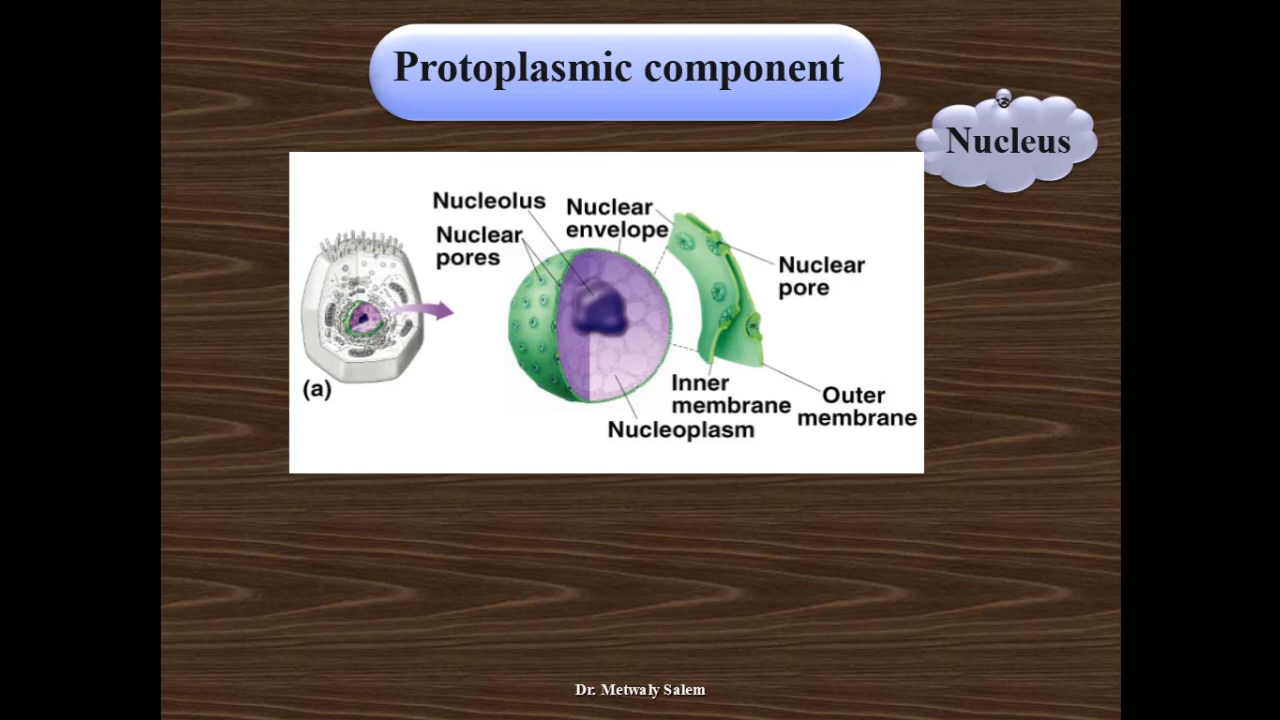 Protoplasmic component
Nucleus
Nucleolus
Nuclear
pores
Nuclear
envelope
Nuclear
pore
(a)
Inner
membrane
Outer
membrane
Nucleoplasm
Dr. Metwaly Salem